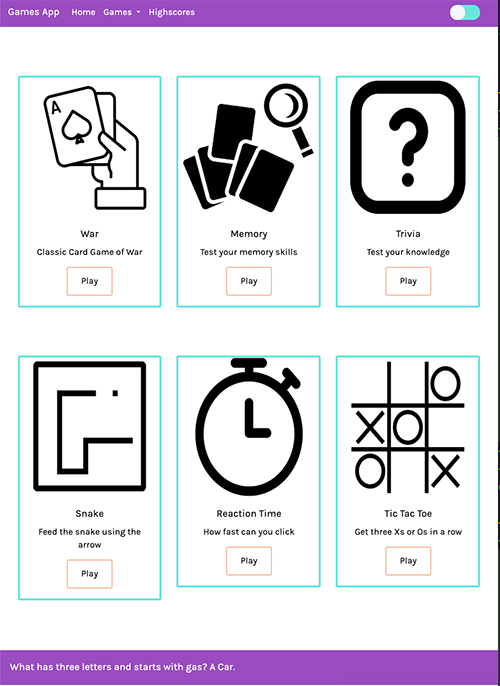 Games App Home Games Highscores
A
War
Classic Card Game of War
Play
Memory
Test your memory skills
Play
?
Trivia
Test your knowledge
Play
Snake
Feed the snake using the
arrow
Play
Reaction Time
How fast can you click
Play
O
X O
O X
Tic Tac Toe
Get three Xs or Os in a row
Play
What has three letters and starts with gas? A Car.